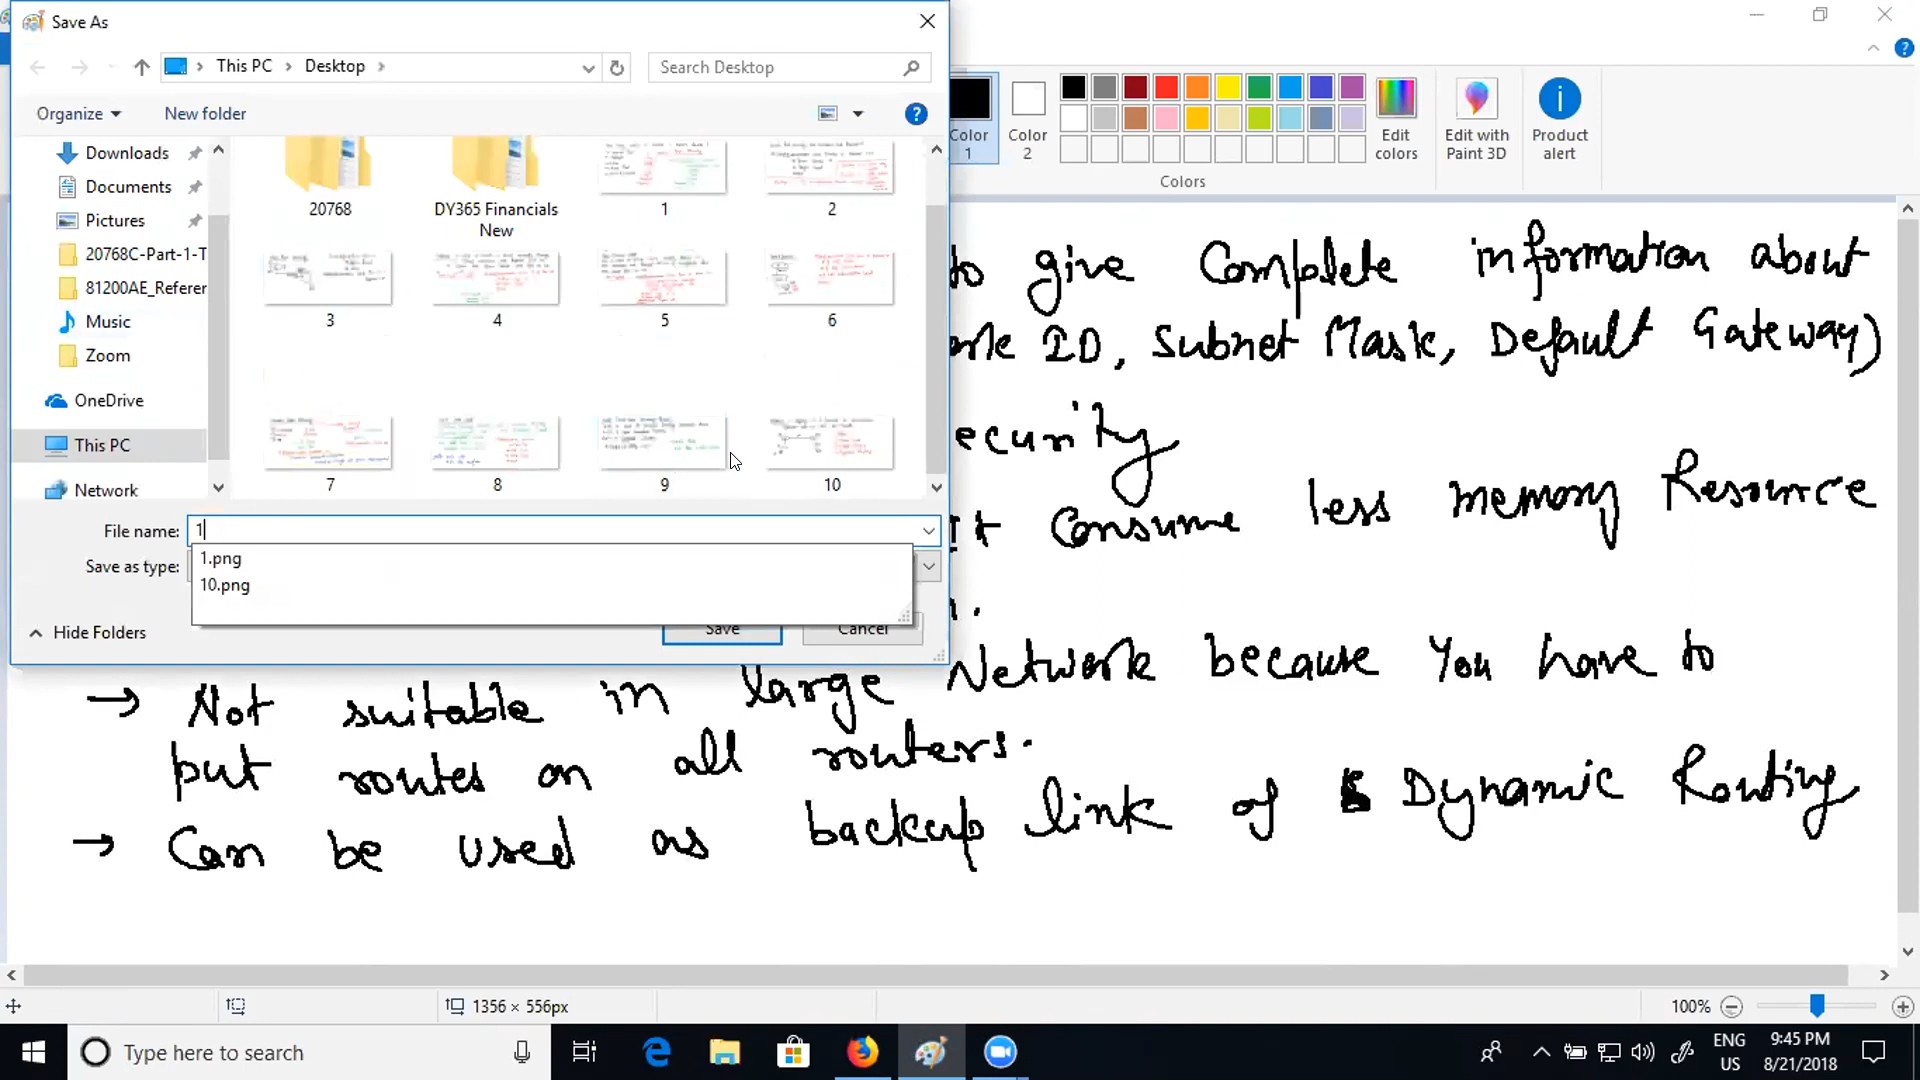 Save As
This PC > Desktop >
Search Desktop
Organize
New folder
Downloads
Documents
Pictures
20768C-Part-1-T
81200AE_Referer
Music
Zoom
OneDrive
This PC
Network
20768
DY365 Financials New
1
2
3
4
5
6
7
8
9
10
File name: 1
1.png
10.png
Save as type:
Hide Folders
Save
Cancel
Color 1
Color 2
Edit colors
Edit with Paint 3D
Product alert
Colors
to give Complete information about
ork ID, Subnet Mask, Default Gateway)
ecurity
It Consume less memory Resource
→ Not suitable in large Network because You have to
put routes on all routers.
→ Can be used as backup link of Dynamic Routing
1356 × 556px
100%
Type here to search
ENG
US
9:45 PM
8/21/2018